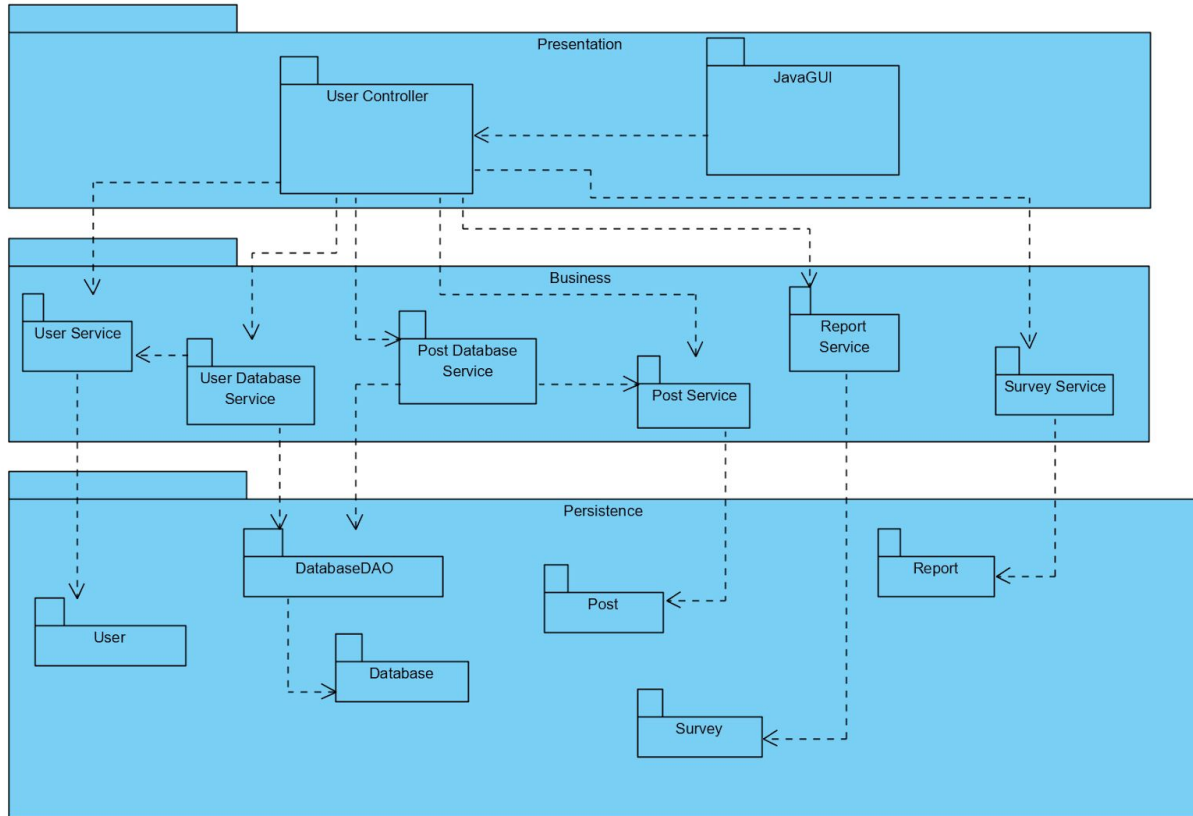 Presentation
User Controller
JavaGUI
Business
User Service
User Database
Service
Post Database
Service
Post Service
Report
Service
Survey Service
Persistence
DatabaseDAO
Report
Post
User
Database
Survey